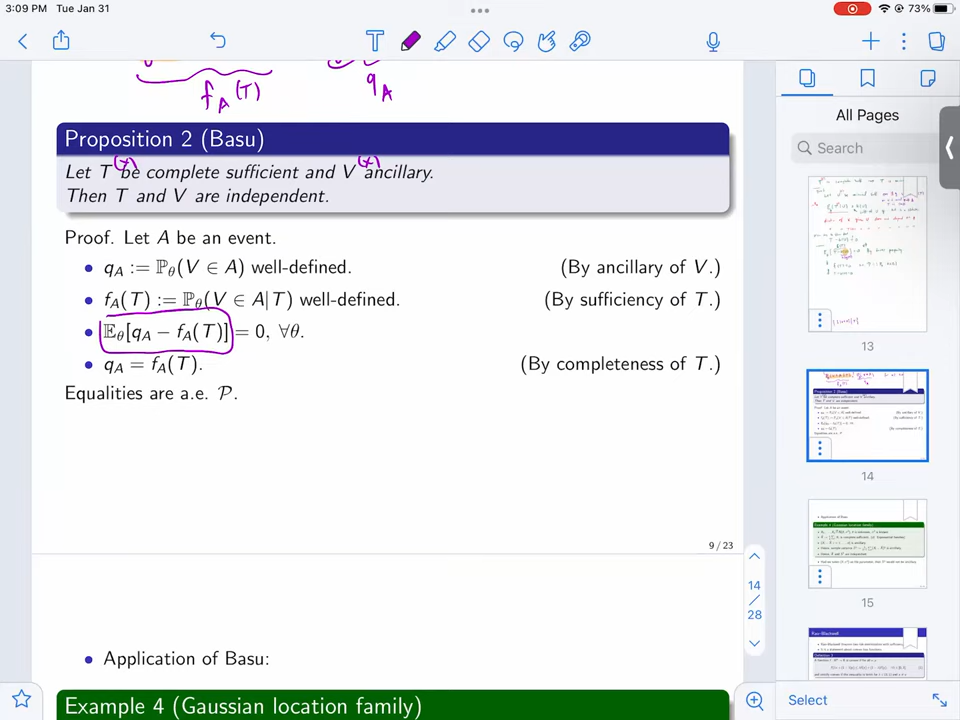 3:09 PM Tue Jan 31
73%
All Pages
Search
f_A(T)
q_A
Proposition 2 (Basu)
(X) (X)
Let T be complete sufficient and V ancillary.
Then T and V are independent.
Proof. Let A be an event.
• q_A := ℙ_θ(V ∈ A) well-defined. (By ancillary of V.)
• f_A(T) := ℙ_θ(V ∈ A|T) well-defined. (By sufficiency of T.)
• 𝔼_θ[q_A − f_A(T)] = 0, ∀θ.
• q_A = f_A(T). (By completeness of T.)
Equalities are a.e. 𝒫.
9 / 23
13
14
15
14
/
28
• Application of Basu:
Example 4 (Gaussian location family)
Select